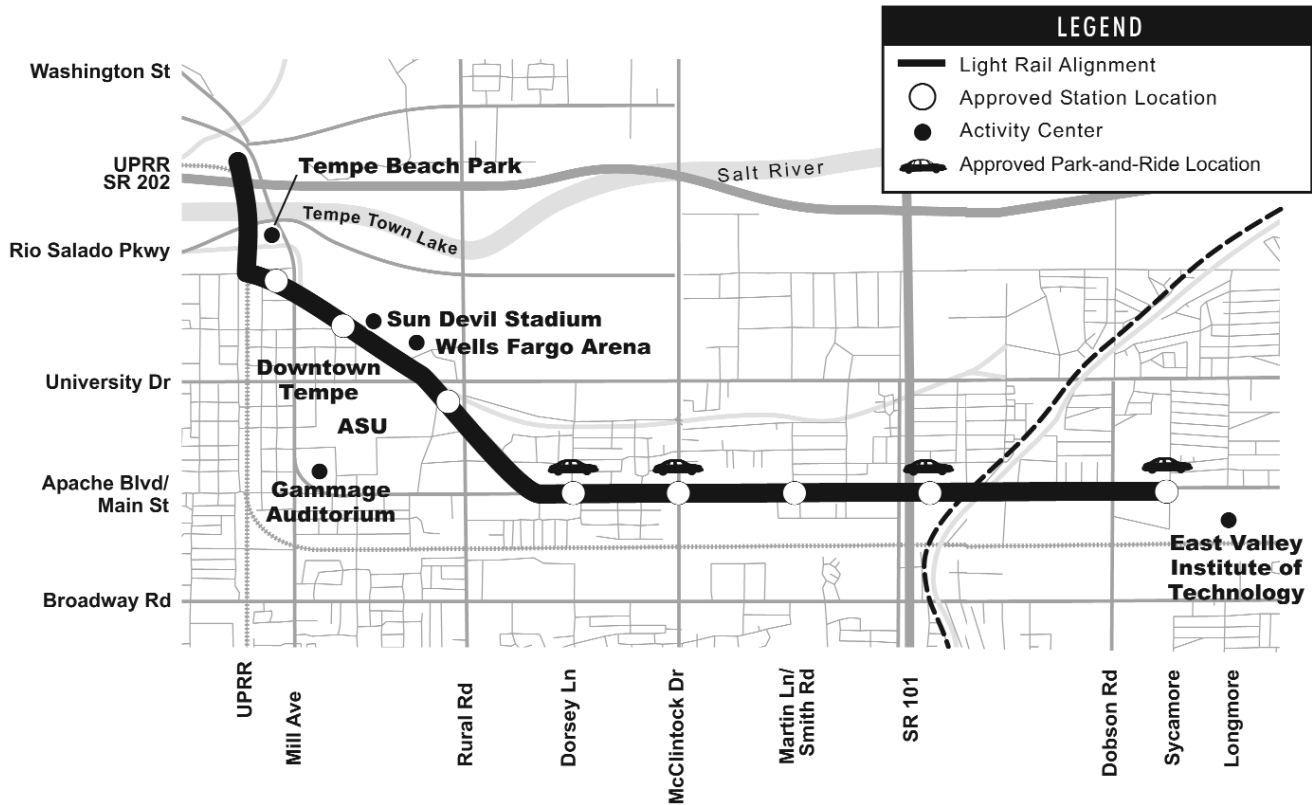 LEGEND
Light Rail Alignment
Approved Station Location
Activity Center
Approved Park-and-Ride Location
Washington St
UPRR
SR 202
Rio Salado Pkwy
University Dr
Apache Blvd/
Main St
Broadway Rd
Tempe Beach Park
Salt River
Tempe Town Lake
Sun Devil Stadium
Wells Fargo Arena
Downtown
Tempe
ASU
Gammage
Auditorium
East Valley
Institute of
Technology
UPRR
Mill Ave
Rural Rd
Dorsey Ln
McClintock Dr
Martin Ln/
Smith Rd
SR 101
Dobson Rd
Sycamore
Longmore